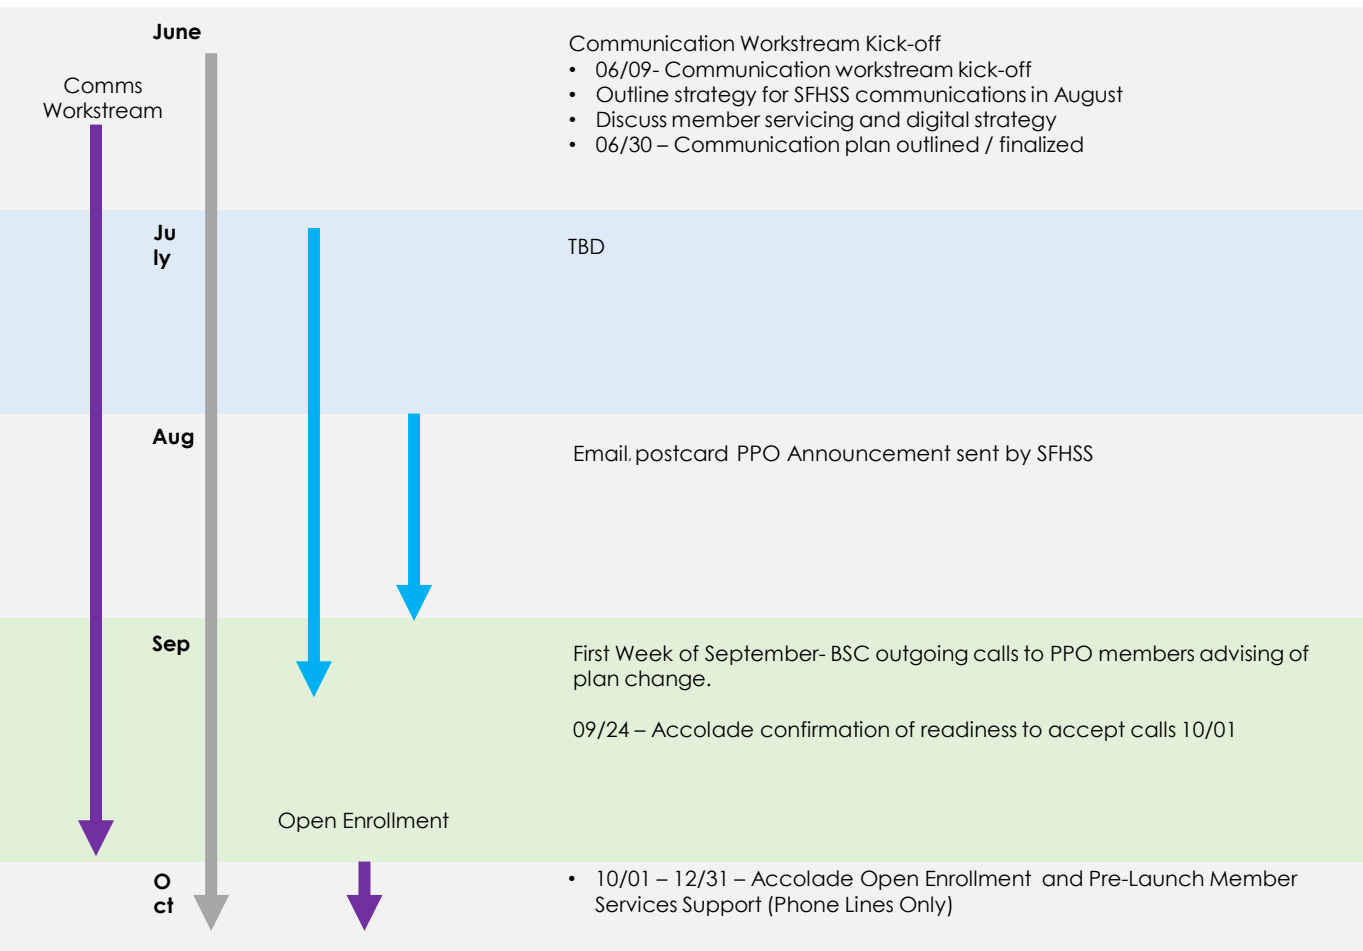 June
Communication Workstream Kick-off
• 06/09- Communication workstream kick-off
Comms
Workstream
• Outline strategy for SFHSS communications in August
• Discuss member servicing and digital strategy
• 06/30 – Communication plan outlined / finalized
Ju
ly
TBD
Aug
Email, postcard PPO Announcement sent by SFHSS
Sep
First Week of September- BSC outgoing calls to PPO members advising of
plan change.
09/24 – Accolade confirmation of readiness to accept calls 10/01
Open Enrollment
O
ct
• 10/01 – 12/31 – Accolade Open Enrollment and Pre-Launch Member
Services Support (Phone Lines Only)